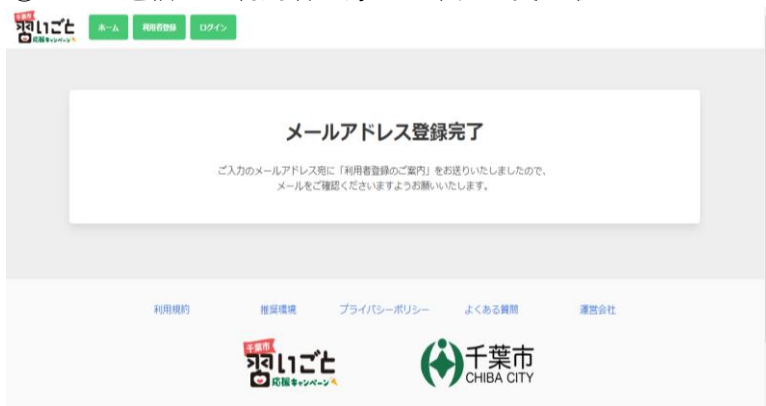 千葉市
習いごと
応援キャンペーン
ホーム
利用者登録
ログイン
メールアドレス登録完了
ご入力のメールアドレス宛に「利用者登録のご案内」をお送りいたしましたので、
メールをご確認くださいますようお願いいたします。
利用規約
推奨環境
プライバシーポリシー
よくある質問
運営会社
千葉市
習いごと
応援キャンペーン
千葉市
CHIBA CITY